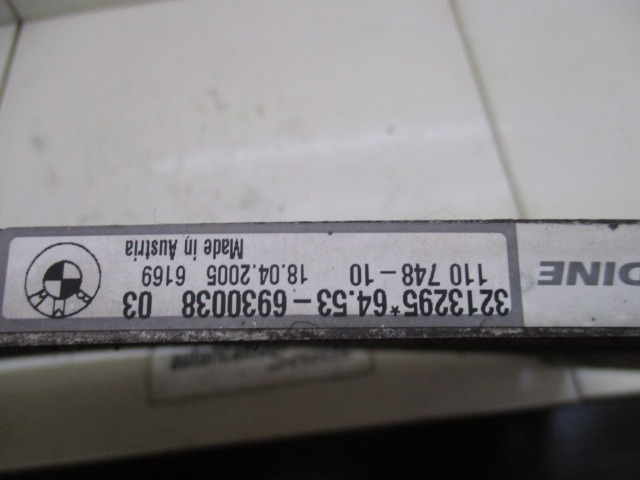 DINE
3213295*64.53-6930038 03
110 748-10
18.04.2005 6169
Made in Austria